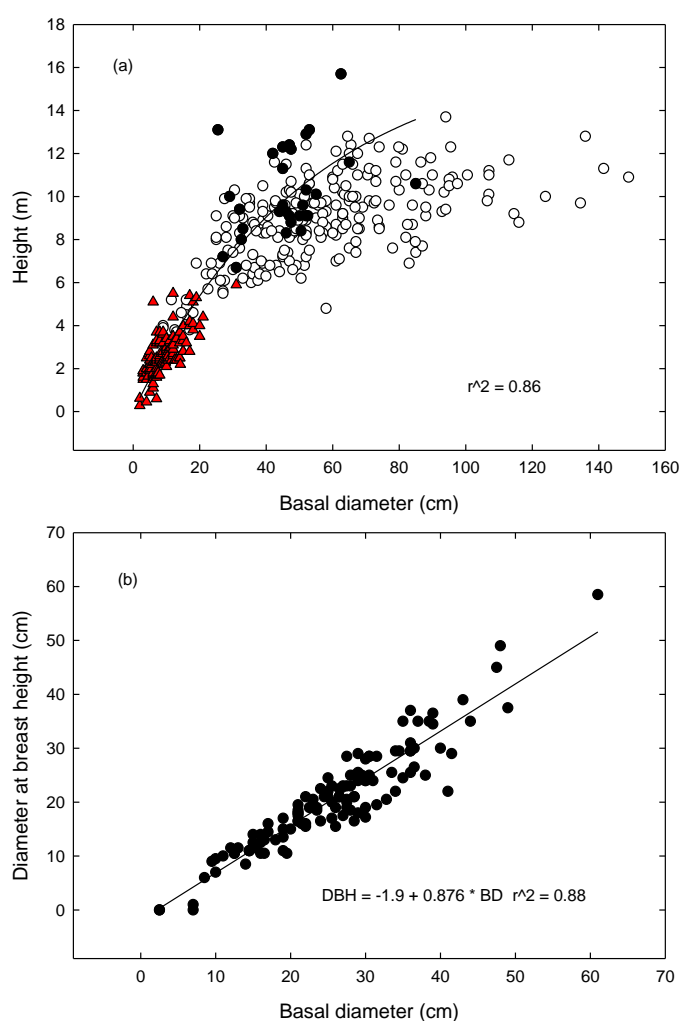 18
16
14
12
10
8
6
4
2
0
(a)
Height (m)
r^2 = 0.86
0 20 40 60 80 100 120 140 160
Basal diameter (cm)
70
60
50
40
30
20
10
0
(b)
Diameter at breast height (cm)
DBH = -1.9 + 0.876 * BD r^2 = 0.88
0 10 20 30 40 50 60 70
Basal diameter (cm)